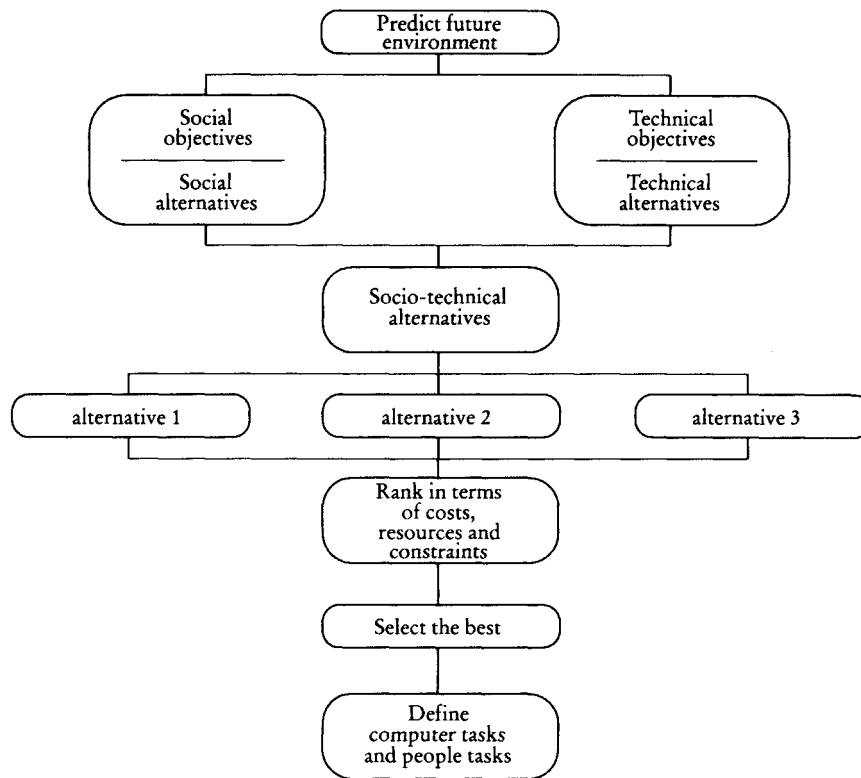 Predict future
environment
Social
objectives
Social
alternatives
Technical
objectives
Technical
alternatives
Socio-technical
alternatives
alternative 1
alternative 2
alternative 3
Rank in terms
of costs,
resources and
constraints
Select the best
Define
computer tasks
and people tasks